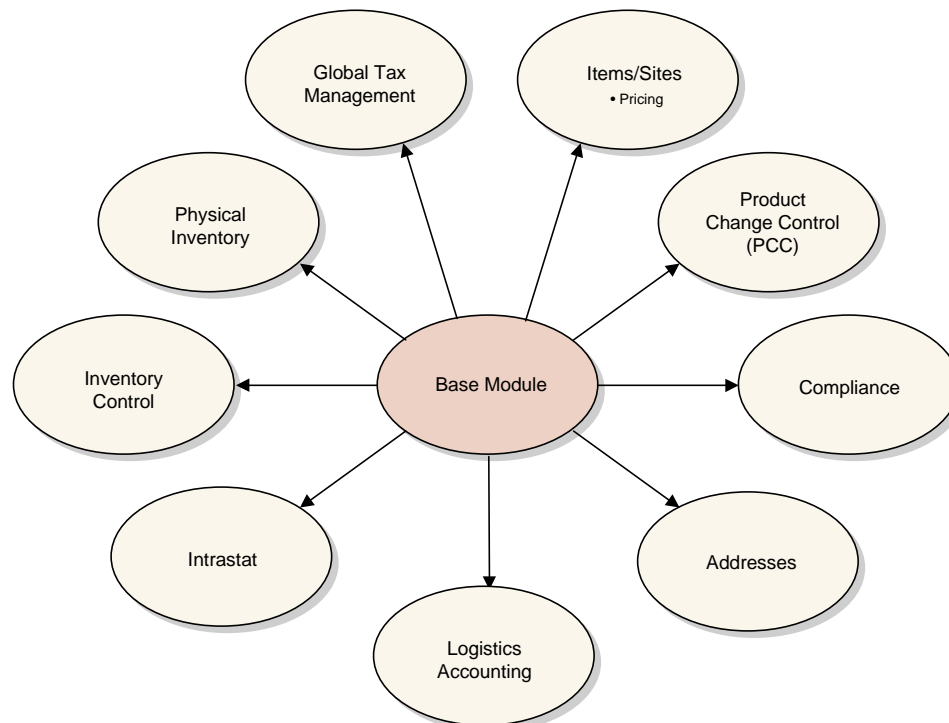 Global Tax
Management
Items/Sites
• Pricing
Physical
Inventory
Product
Change Control
(PCC)
Inventory
Control
Base Module
Compliance
Intrastat
Addresses
Logistics
Accounting